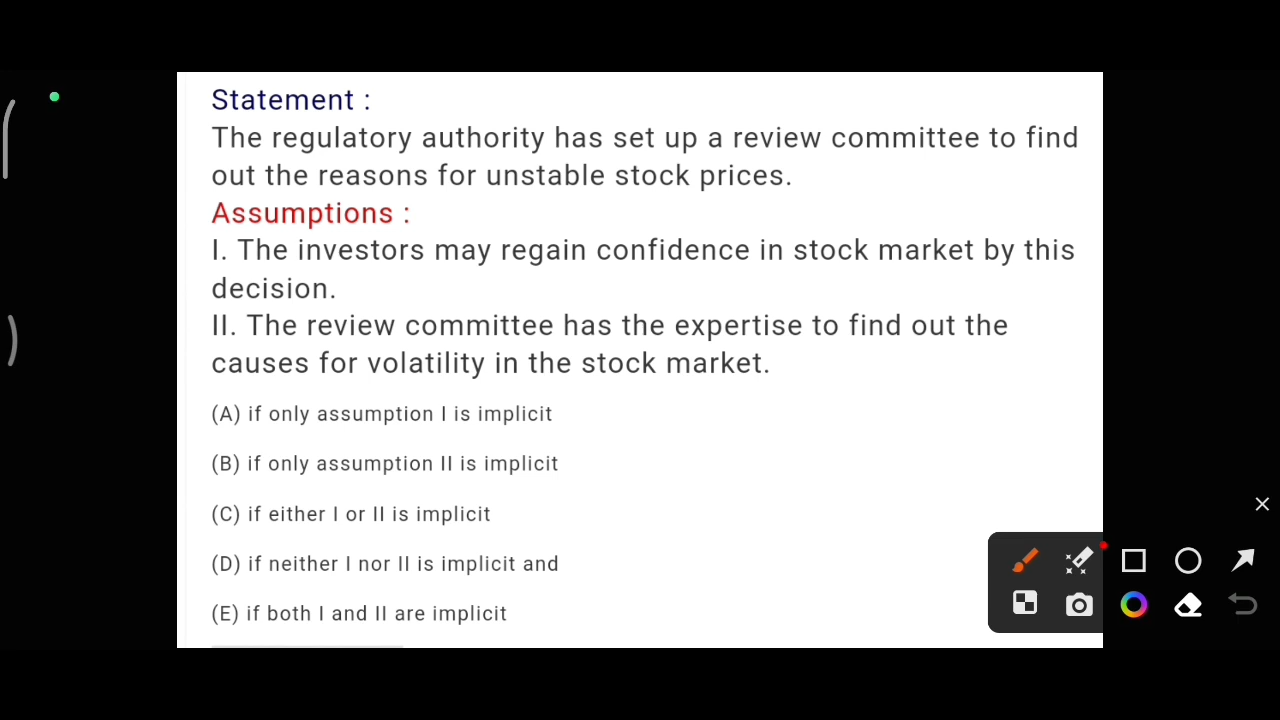 Statement :
The regulatory authority has set up a review committee to find
out the reasons for unstable stock prices.
Assumptions :
I. The investors may regain confidence in stock market by this
decision.
II. The review committee has the expertise to find out the
causes for volatility in the stock market.
(A) if only assumption I is implicit
(B) if only assumption II is implicit
(C) if either I or II is implicit
(D) if neither I nor II is implicit and
(E) if both I and II are implicit